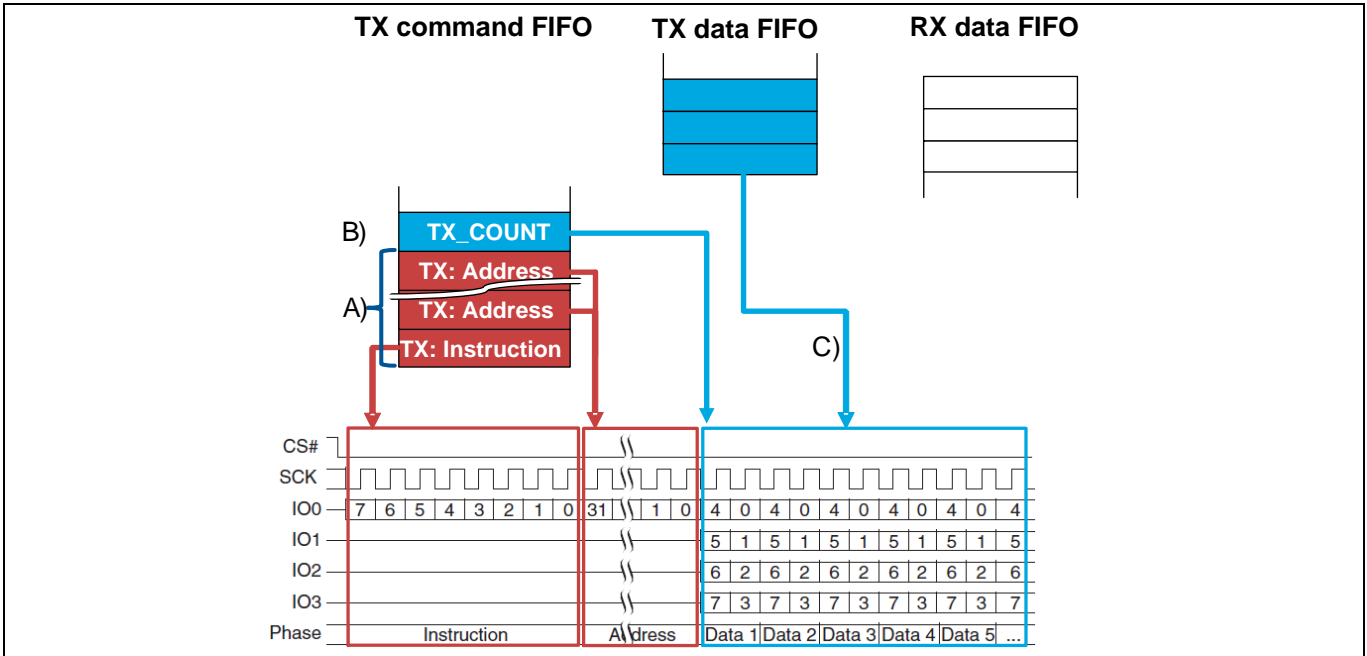 TX command FIFO TX data FIFO RX data FIFO
B) TX_COUNT
TX: Address
A) TX: Address
TX: Instruction
C)
CS#
SCK
IO0 7 6 5 4 3 2 1 0 31 1 0 4 0 4 0 4 0 4 0 4 0 4
IO1 5 1 5 1 5 1 5 1 5 1 5
IO2 6 2 6 2 6 2 6 2 6 2 6
IO3 7 3 7 3 7 3 7 3 7 3 7
Phase Instruction Address Data 1 Data 2 Data 3 Data 4 Data 5 ...